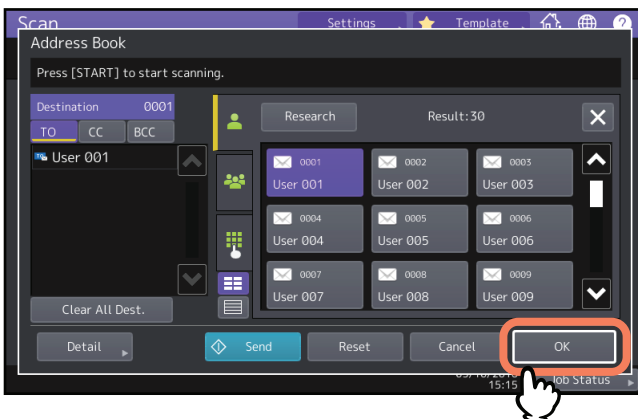 Scan
Settings
Template
Address Book
Press [START] to start scanning.
Destination 0001
TO CC BCC
TO User 001
Clear All Dest.
Research
Result:30
0001
User 001
0002
User 002
0003
User 003
0004
User 004
0005
User 005
0006
User 006
0007
User 007
0008
User 008
0009
User 009
Detail
Send
Reset
Cancel
OK
15:15
Job Status